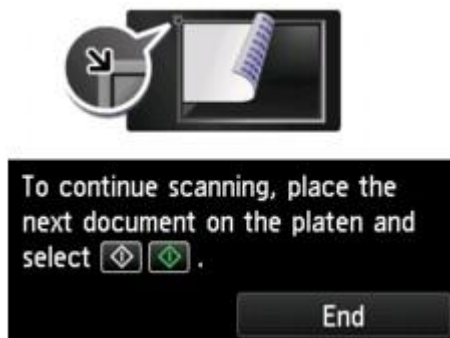 To continue scanning, place the
next document on the platen and
select .
End